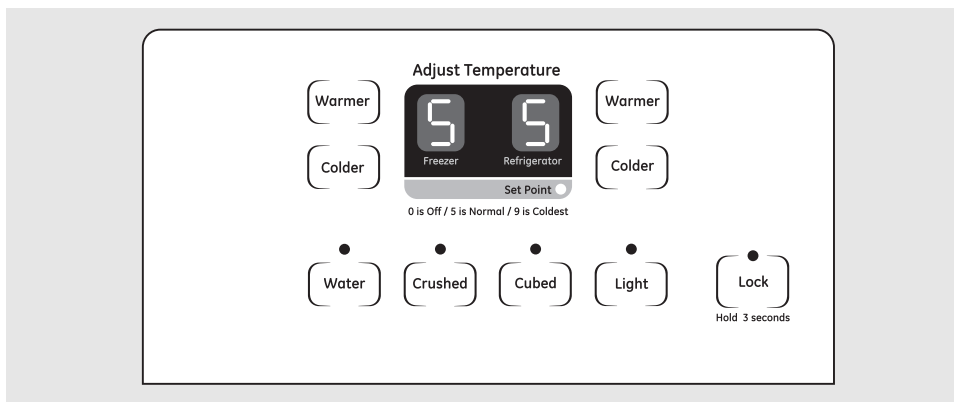 Adjust Temperature
Warmer
5 5
Warmer
Colder
Freezer Refrigerator
Colder
Set Point
0 is Off / 5 is Normal / 9 is Coldest
Water Crushed Cubed Light Lock
Hold 3 seconds